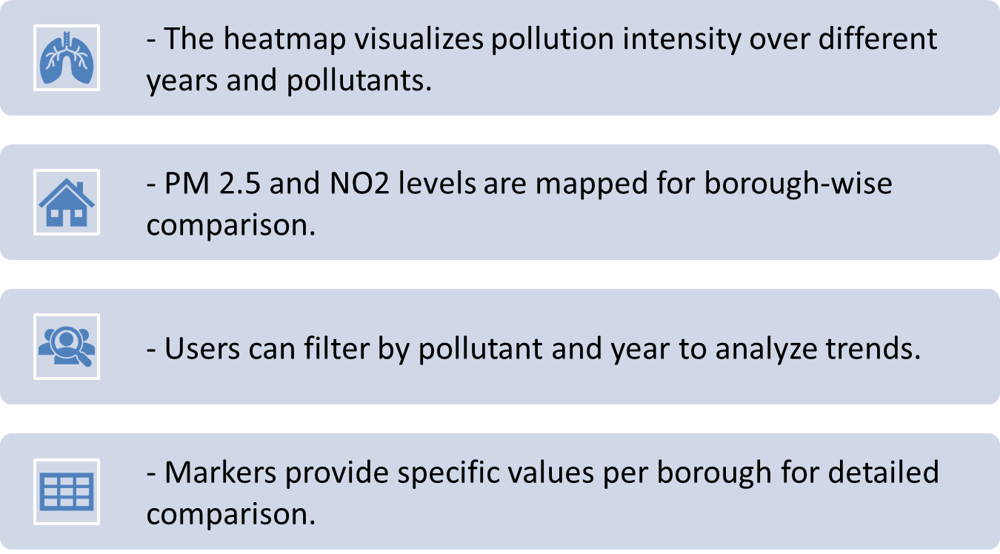 - The heatmap visualizes pollution intensity over different
years and pollutants.
- PM 2.5 and NO2 levels are mapped for borough-wise
comparison.
- Users can filter by pollutant and year to analyze trends.
- Markers provide specific values per borough for detailed
comparison.